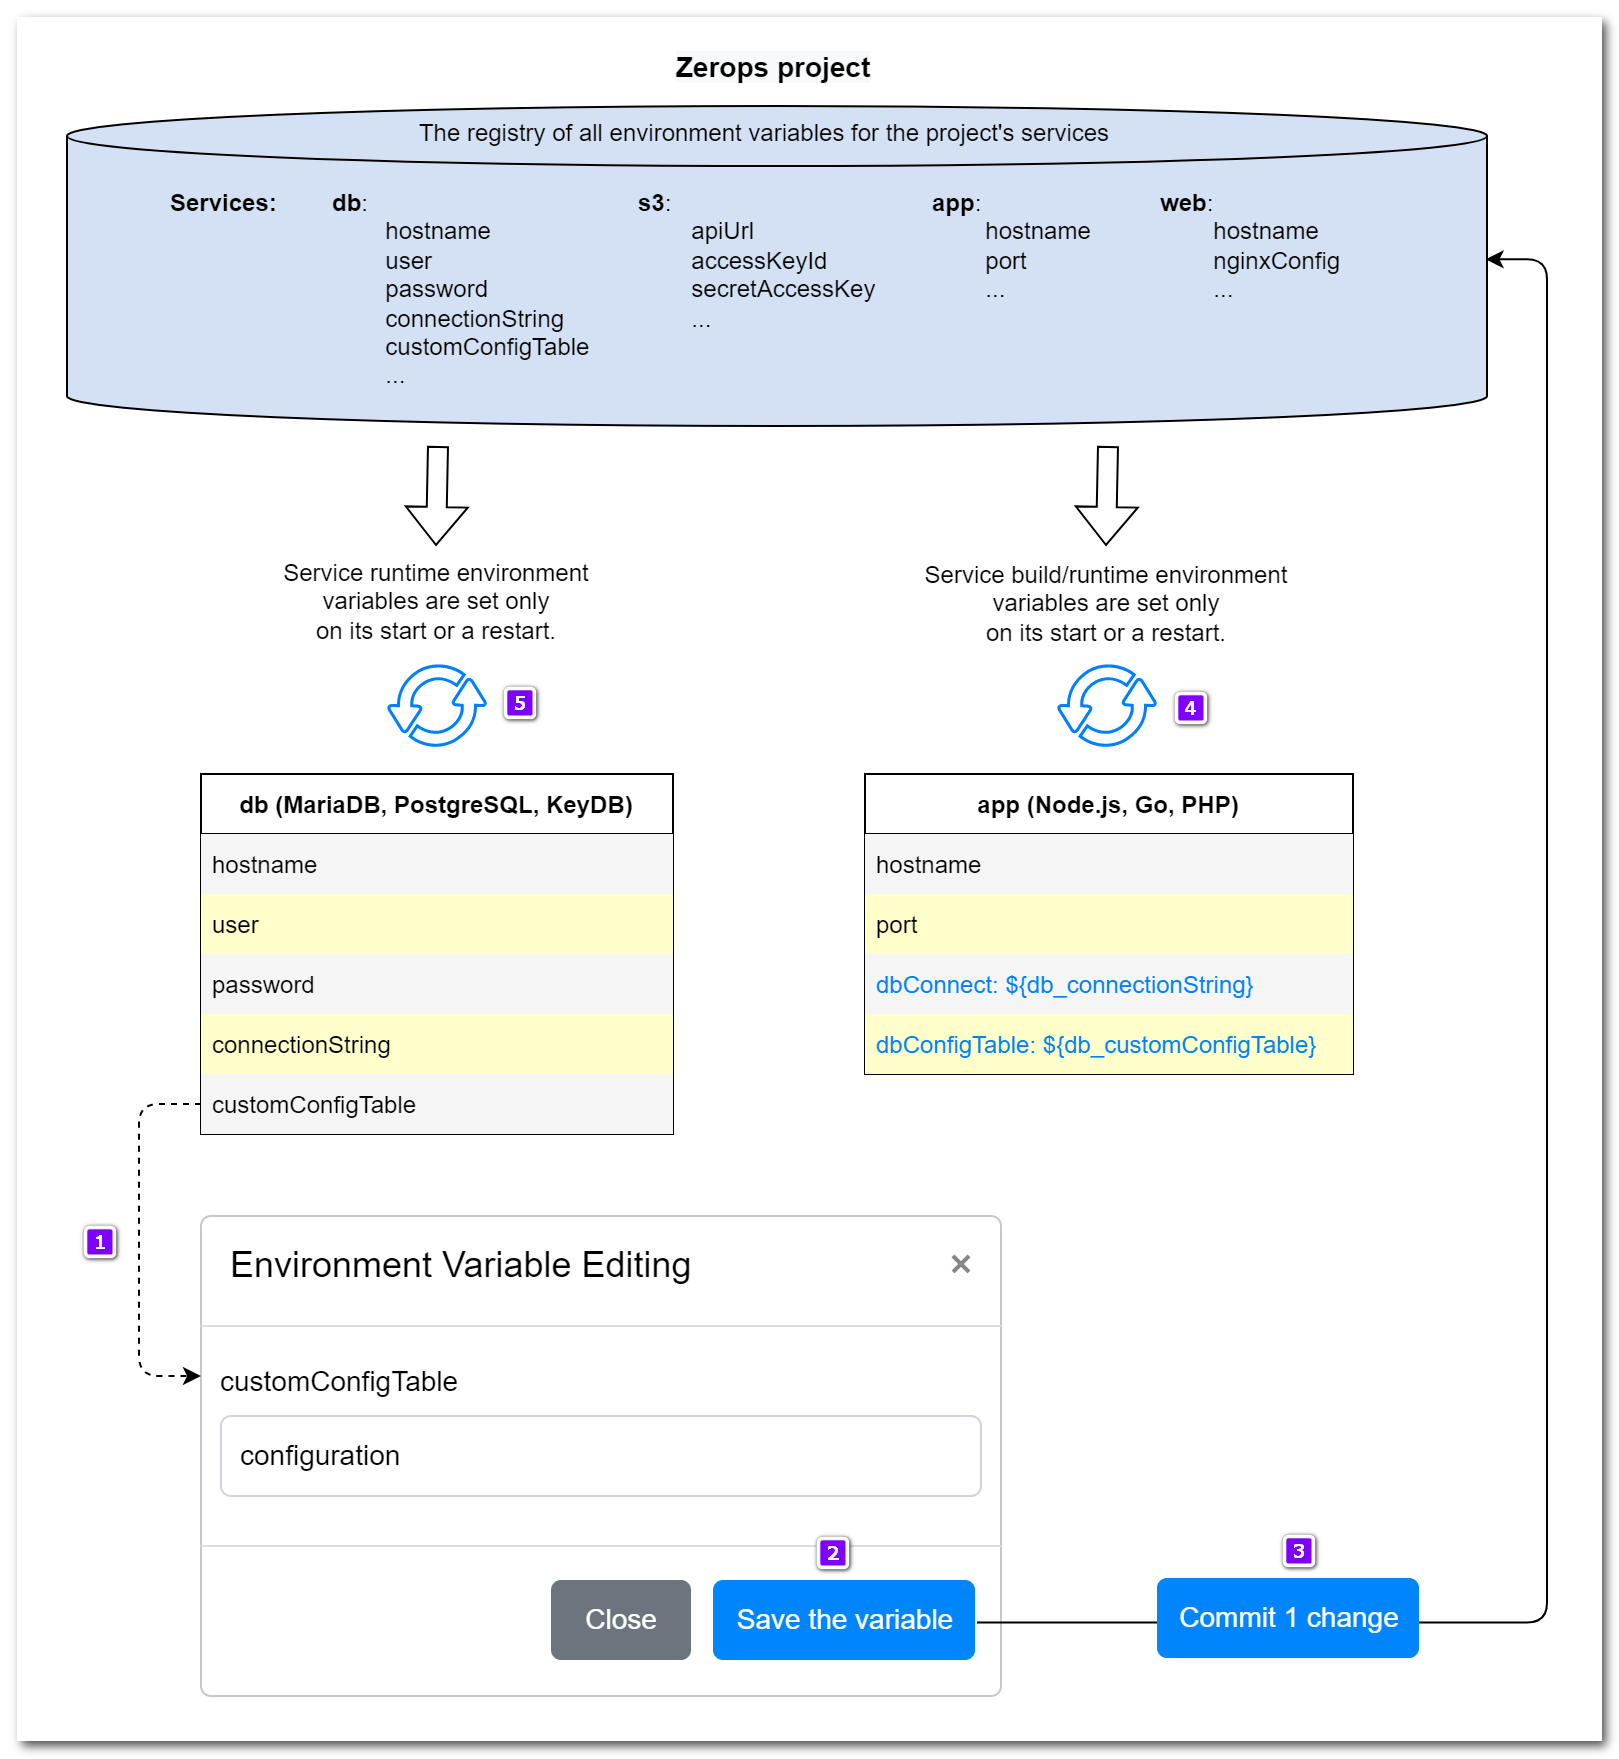 Zerops project
The registry of all environment variables for the project's services
Services:
db:
hostname
user
password
connectionString
customConfigTable
...
s3:
apiUrl
accessKeyId
secretAccessKey
...
app:
hostname
port
...
web:
hostname
nginxConfig
...
Service runtime environment
variables are set only
on its start or a restart.
5
Service build/runtime environment
variables are set only
on its start or a restart.
4
db (MariaDB, PostgreSQL, KeyDB)
hostname
user
password
connectionString
customConfigTable
app (Node.js, Go, PHP)
hostname
port
dbConnect: ${db_connectionString}
dbConfigTable: ${db_customConfigTable}
1
Environment Variable Editing
×
customConfigTable
configuration
2
3
Close
Save the variable
Commit 1 change